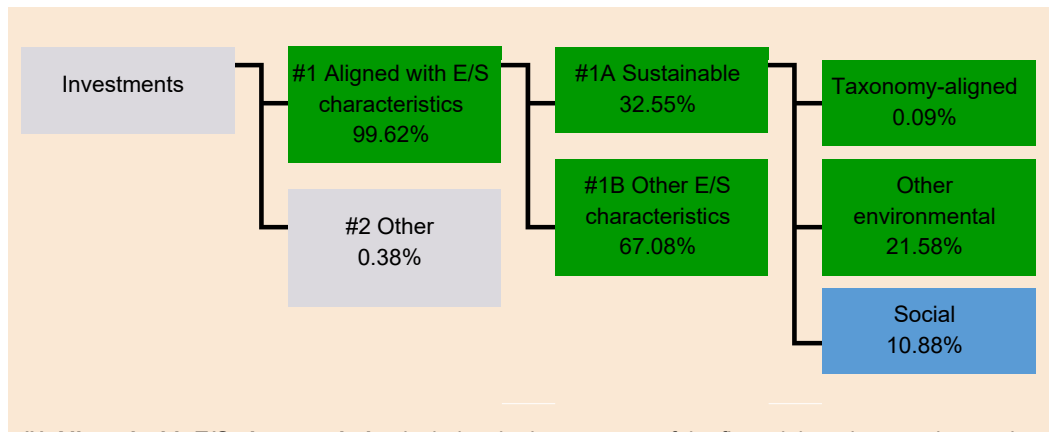 Investments
#1 Aligned with E/S
characteristics
99.62%
#2 Other
0.38%
#1A Sustainable
32.55%
#1B Other E/S
characteristics
67.08%
Taxonomy-aligned
0.09%
Other
environmental
21.58%
Social
10.88%